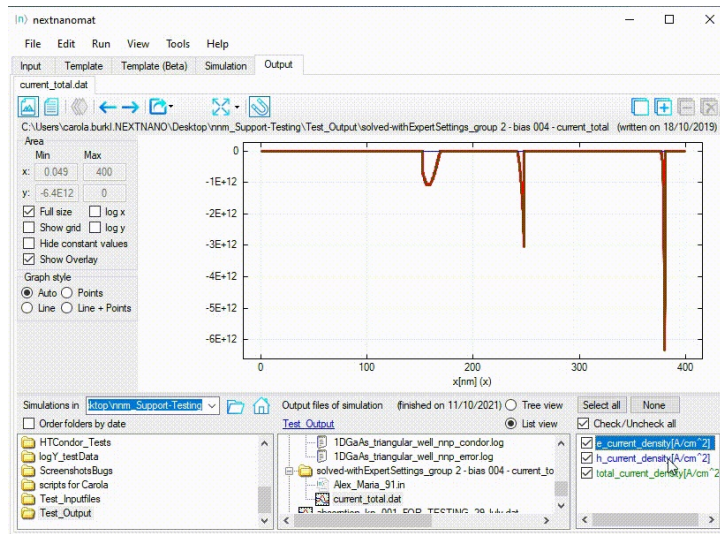 nextnanomat
File Edit Run View Tools Help
Input Template Template (Beta) Simulation Output
current_total.dat
C:\Users\carola.burkl.NEXTNANO\Desktop\nnm_Support-Testing\Test_Output\solved-withExpertSettings_group 2 - bias 004 - current_total (written on 18/10/2019)
Area
Min Max
x: 0.049 400
y: -6.4E12 0
Full size log x
Show grid log y
Hide constant values
Show Overlay
Graph style
Auto Points
Line Line + Points
0
-1E+12
-2E+12
-3E+12
-4E+12
-5E+12
-6E+12
0 100 200 300 400
x[nm] (x)
Simulations in ktop\nnm_Support-Testing
Order folders by date
HTCondor_Tests
logY_testData
ScreenshotsBugs
scripts for Carola
Test_Inputfiles
Test_Output
Output files of simulation (finished on 11/10/2021) Tree view
Test_Output List view
1DGaAs_triangular_well_nnp_condor.log
1DGaAs_triangular_well_nnp_error.log
solved-withExpertSettings_group 2 - bias 004 - current_to
Alex_Maria_91.in
current_total.dat
Select all None
Check/Uncheck all
e_current_density[A/cm^2]
h_current_density[A/cm^2]
total_current_density[A/cm^2